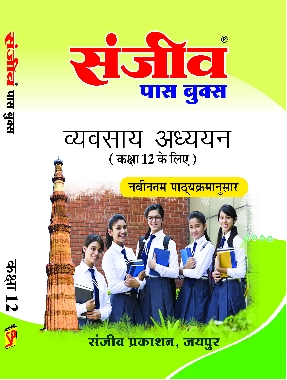 संजीव®
पास बुक्स
व्यवसाय अध्ययन
( कक्षा 12 के लिए )
नवीनतम पाठ्यक्रमानुसार
संजीव प्रकाशन, जयपुर
संजीव पास बुक्स
कक्षा 12